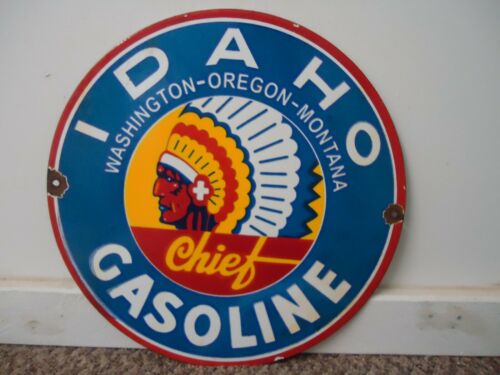 IDAHO
WASHINGTON-OREGON-MONTANA
Chief
GASOLINE